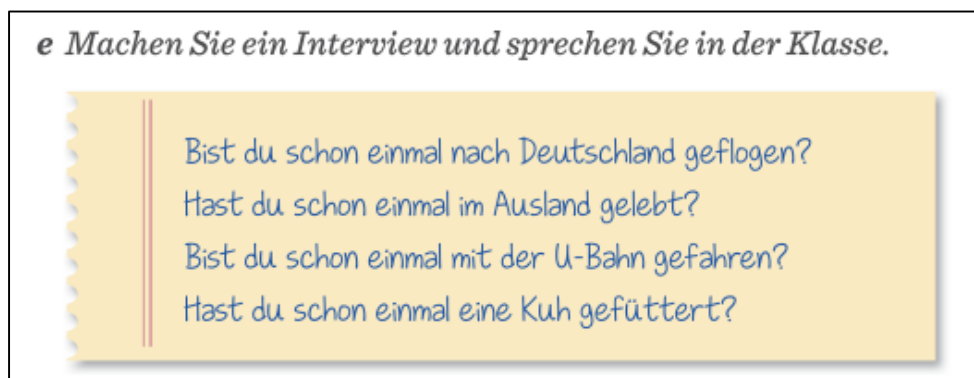 e Machen Sie ein Interview und sprechen Sie in der Klasse.
Bist du schon einmal nach Deutschland geflogen?
Hast du schon einmal im Ausland gelebt?
Bist du schon einmal mit der U-Bahn gefahren?
Hast du schon einmal eine Kuh gefüttert?